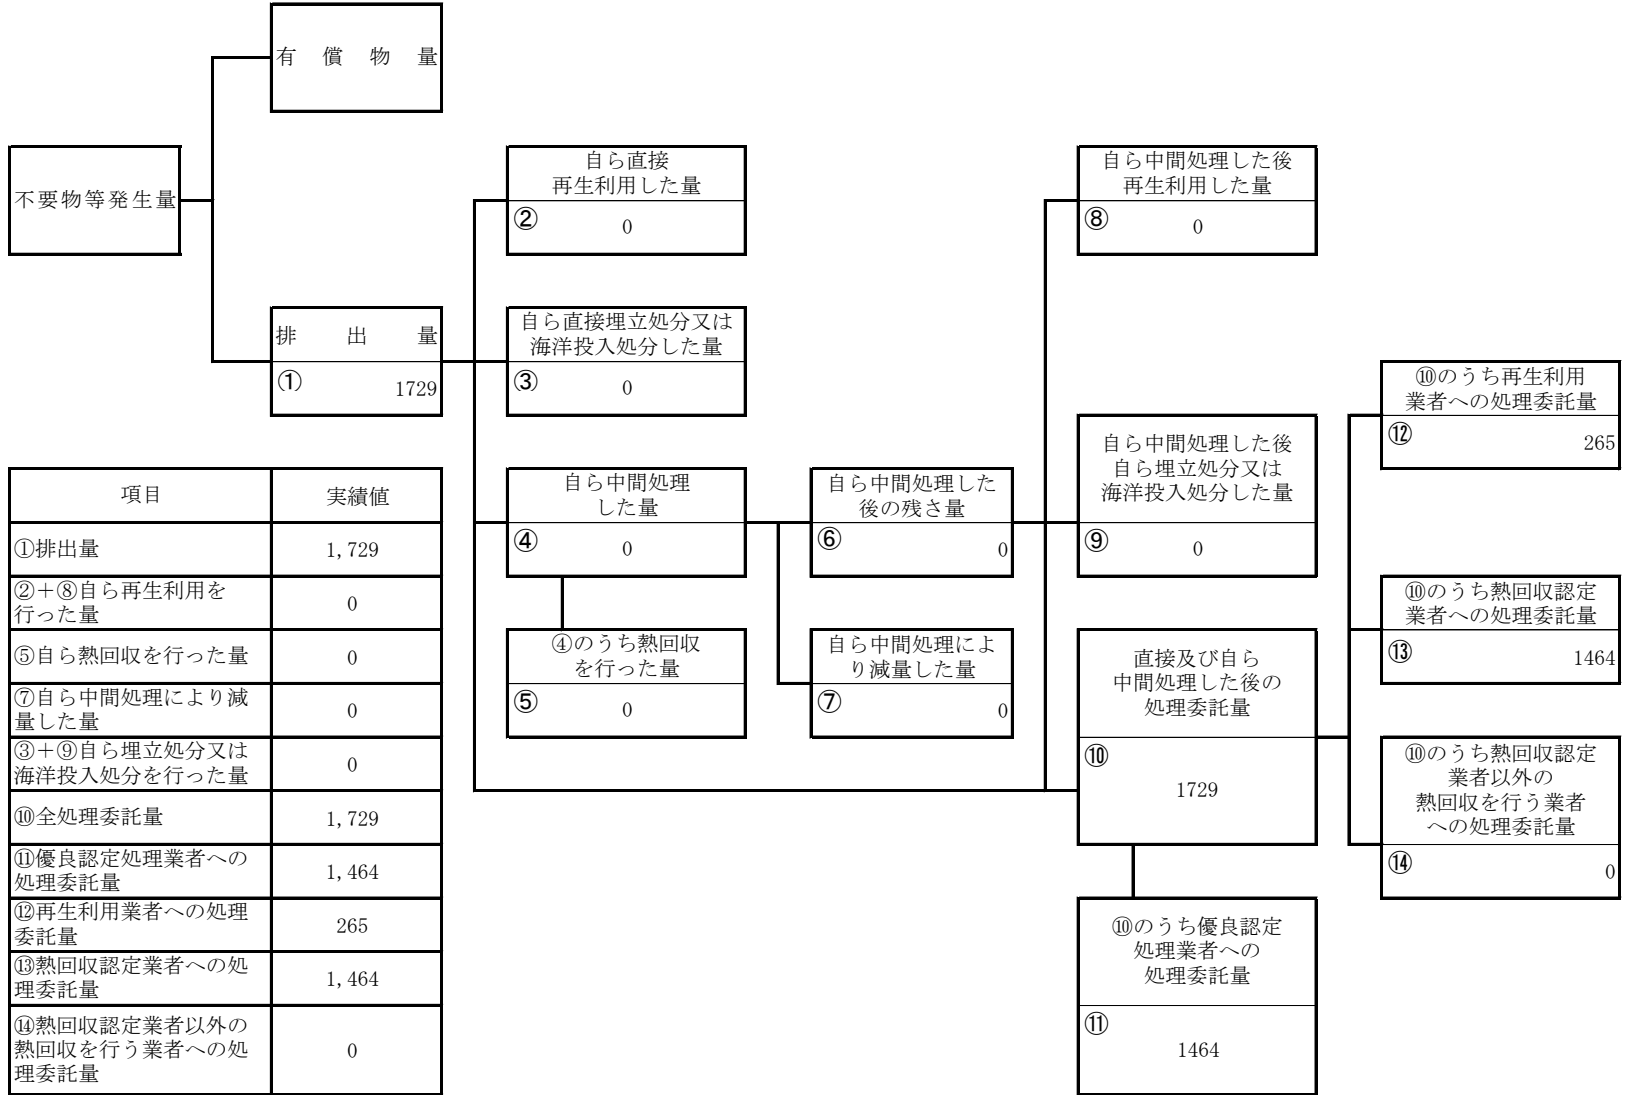 有償物量
不要物等発生量
排出量
① 1729
自ら直接
再生利用した量
② 0
自ら直接埋立処分又は
海洋投入処分した量
③ 0
自ら中間処理
した量
④ 0
④のうち熱回収
を行った量
⑤ 0
自ら中間処理した
後の残さ量
⑥ 0
自ら中間処理によ
り減量した量
⑦ 0
自ら中間処理した後
再生利用した量
⑧ 0
自ら中間処理した後
自ら埋立処分又は
海洋投入処分した量
⑨ 0
直接及び自ら
中間処理した後の
処理委託量
⑩
1729
⑩のうち優良認定
処理業者への
処理委託量
⑪
1464
⑩のうち再生利用
業者への処理委託量
⑫ 265
⑩のうち熱回収認定
業者への処理委託量
⑬ 1464
⑩のうち熱回収認定
業者以外の
熱回収を行う業者
への処理委託量
⑭ 0
項目 実績値
①排出量 1,729
②＋⑧自ら再生利用を
行った量 0
⑤自ら熱回収を行った量 0
⑦自ら中間処理により減
量した量 0
③＋⑨自ら埋立処分又は
海洋投入処分を行った量 0
⑩全処理委託量 1,729
⑪優良認定処理業者への
処理委託量 1,464
⑫再生利用業者への処理
委託量 265
⑬熱回収認定業者への処
理委託量 1,464
⑭熱回収認定業者以外の
熱回収を行う業者への処
理委託量 0